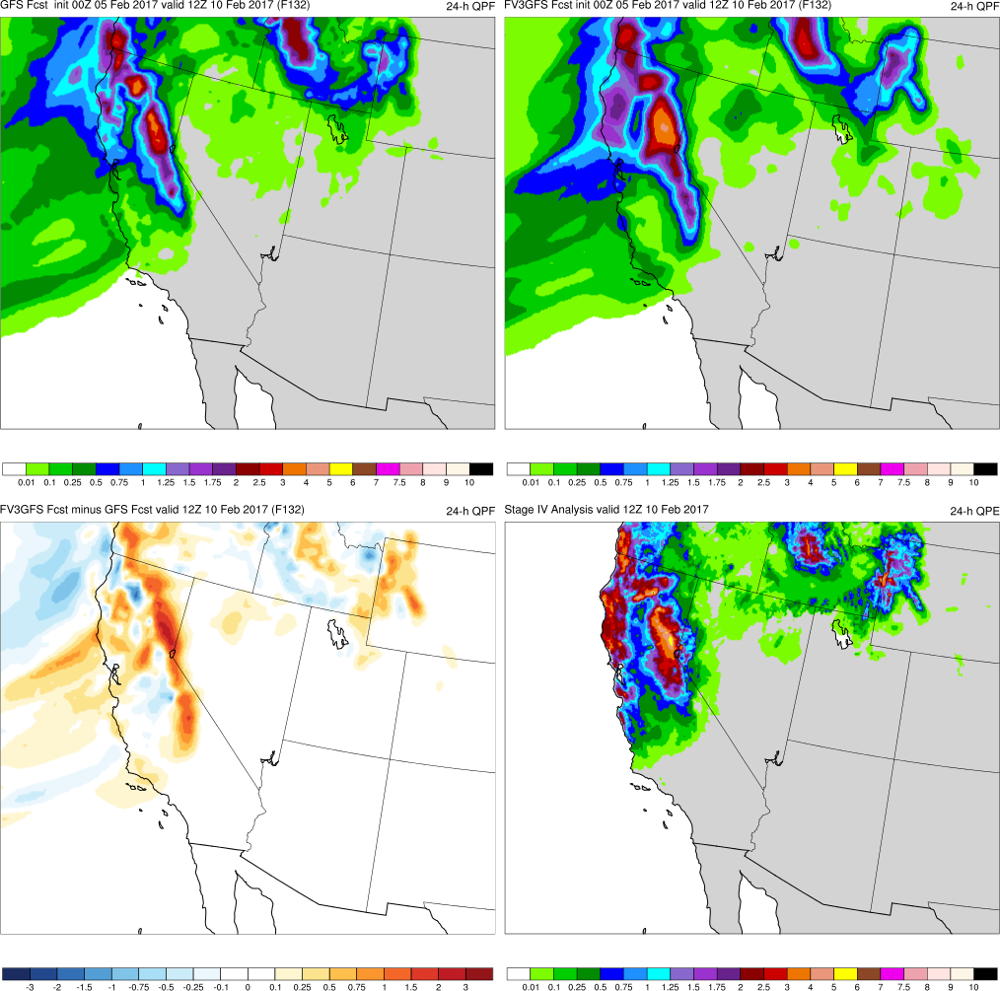 GFS Fcst  init 00Z 05 Feb 2017 valid 12Z 10 Feb 2017 (F132) 24-h QPF
FV3GFS Fcst init 00Z 05 Feb 2017 valid 12Z 10 Feb 2017 (F132) 24-h QPF
0.01 0.1 0.25 0.5 0.75 1 1.25 1.5 1.75 2 2.5 3 4 5 6 7 7.5 8 9 10
0.01 0.1 0.25 0.5 0.75 1 1.25 1.5 1.75 2 2.5 3 4 5 6 7 7.5 8 9 10
FV3GFS Fcst minus GFS Fcst valid 12Z 10 Feb 2017 (F132) 24-h QPF
Stage IV Analysis valid 12Z 10 Feb 2017 24-h QPE
-3 -2 -1.5 -1 -0.75 -0.5 -0.25 -0.1 0 0.1 0.25 0.5 0.75 1 1.5 2 3
0.01 0.1 0.25 0.5 0.75 1 1.25 1.5 1.75 2 2.5 3 4 5 6 7 7.5 8 9 10